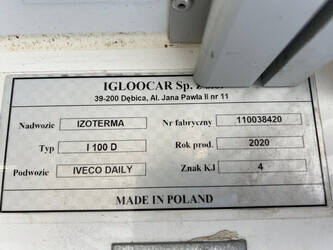 IGLOOCAR Sp.
39-200 Dębica, Al. Jana Pawła II nr 11
Nadwozie IZOTERMA Nr fabryczny 110038420
Typ I 100 D Rok prod. 2020
Podwozie IVECO DAILY Znak KJ 4
MADE IN POLAND